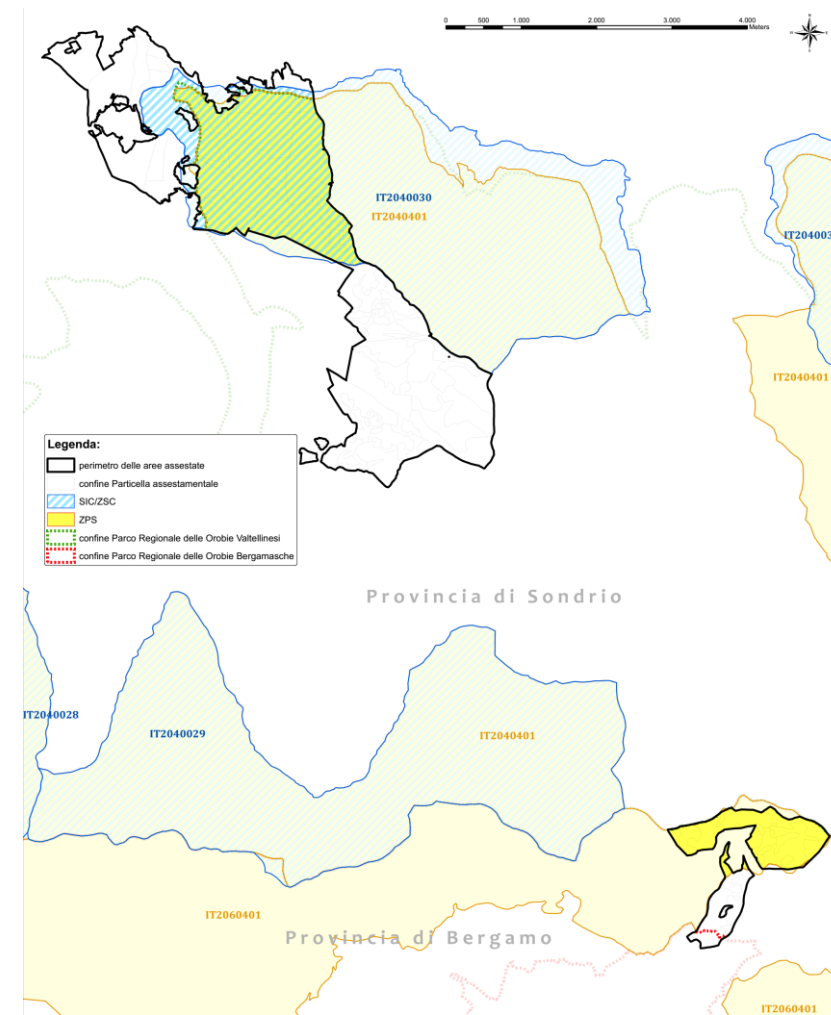 0 500 1.000 2.000 3.000 4.000
Meters
IT2040030
IT2040401
IT204003
IT2040401
Legenda:
perimetro delle aree assestate
confine Particella assestamentale
SIC/ZSC
ZPS
confine Parco Regionale delle Orobie Valtellinesi
confine Parco Regionale delle Orobie Bergamasche
Provincia di Sondrio
IT2040028
IT2040029
IT2040401
IT2060401
Provincia di Bergamo
IT2060401